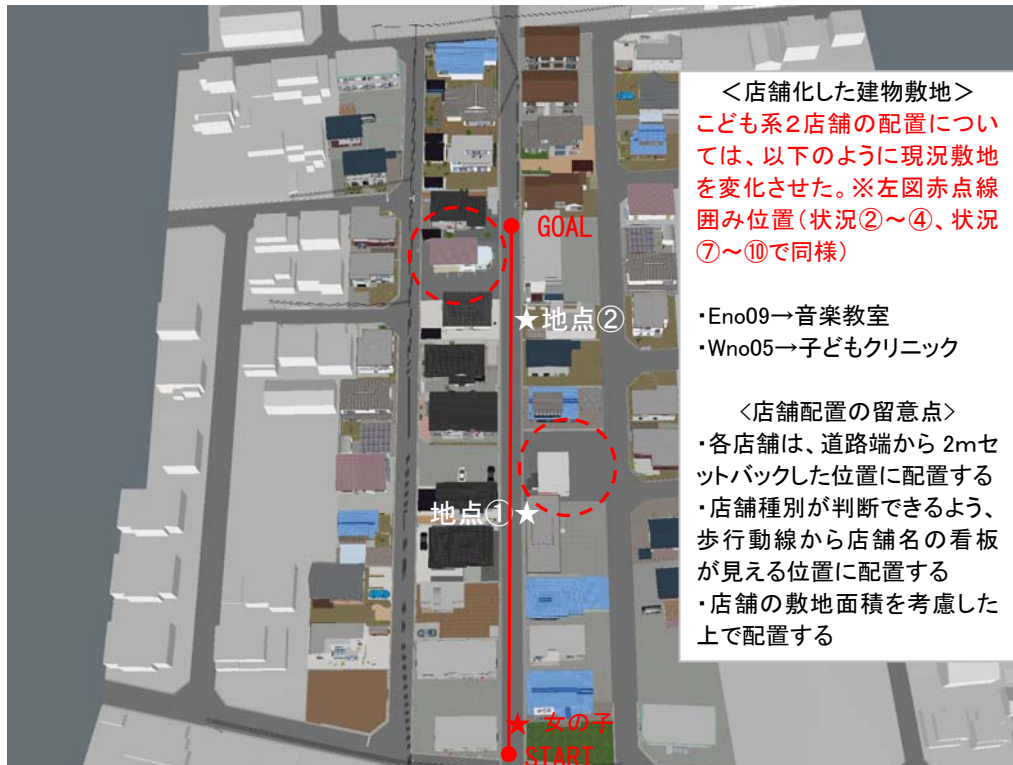 ＜店舗化した建物敷地＞
こども系２店舗の配置につい
ては、以下のように現況敷地
を変化させた。※左図赤点線
囲み位置（状況②～④、状況
⑦～⑩で同様）
・Eno09→音楽教室
・Wno05→子どもクリニック
＜店舗配置の留意点＞
・各店舗は、道路端から 2ｍセ
ットバックした位置に配置する
・店舗種別が判断できるよう、
歩行動線から店舗名の看板
が見える位置に配置する
・店舗の敷地面積を考慮した
上で配置する
GOAL
★地点②
地点①★
★ 女の子
START